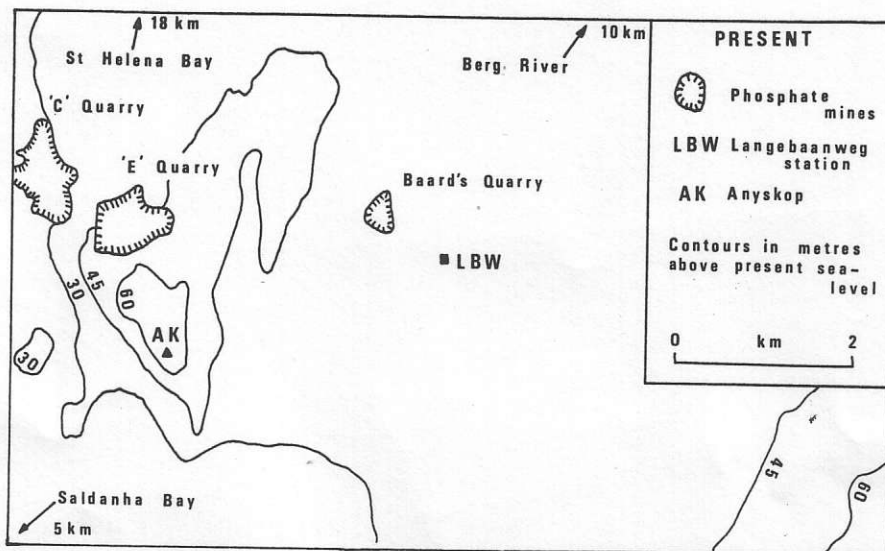 18 km
St Helena Bay
'C' Quarry
'E' Quarry
Berg River
10 km
Baard's Quarry
LBW
30
45
60
AK
30
Saldanha Bay
5 km
45
60
PRESENT
Phosphate
mines
LBW Langebaanweg
station
AK Anyskop
Contours in metres
above present sea-
level
0 km 2